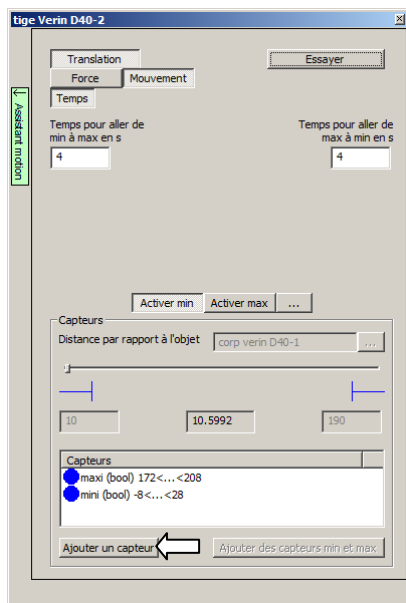 tige Verin D40-2
Translation
Essayer
Force Mouvement
Temps
Assistant motion
Temps pour aller de
min à max en s
Temps pour aller de
max à min en s
4
4
Activer min Activer max ...
Capteurs
Distance par rapport à l'objet corp verin D40-1 ...
10 10.5992 190
Capteurs
maxi (bool) 172<...<208
mini (bool) -8<...<28
Ajouter un capteur Ajouter des capteurs min et max